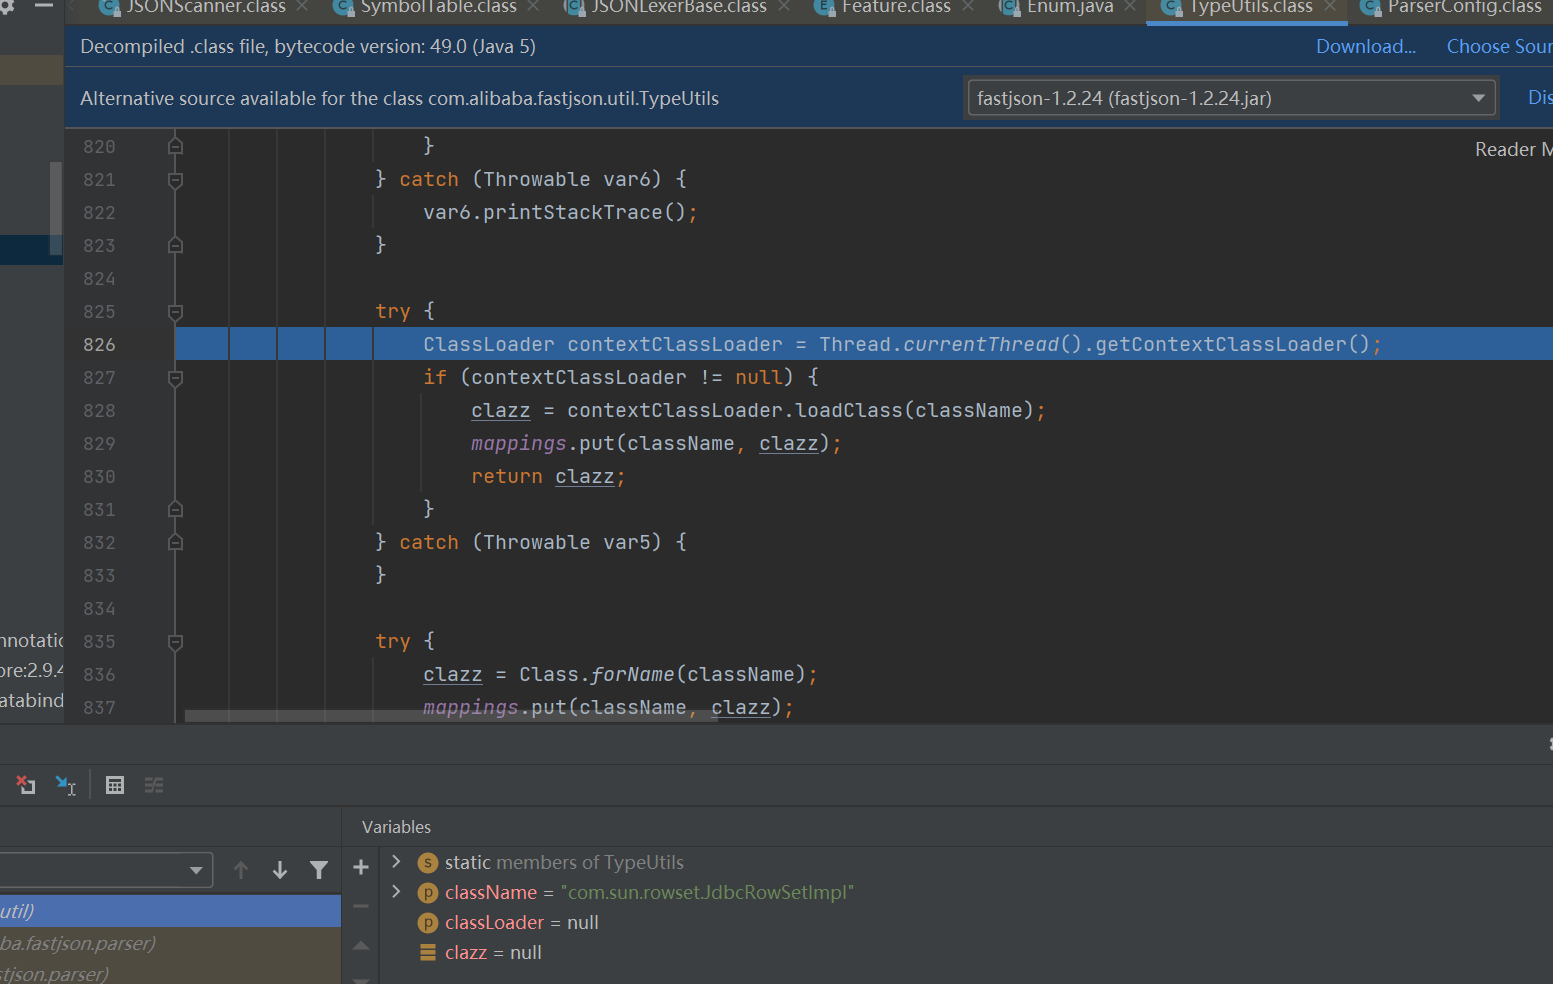 JSONScanner.class SymbolTable.class JSONLexerBase.class Feature.class Enum.java TypeUtils.class ParserConfig.class
Decompiled .class file, bytecode version: 49.0 (Java 5) Download... Choose Sour
Alternative source available for the class com.alibaba.fastjson.util.TypeUtils fastjson-1.2.24 (fastjson-1.2.24.jar) Dis
Reader M
820 }
821 } catch (Throwable var6) {
822 var6.printStackTrace();
823 }
824
825 try {
826 ClassLoader contextClassLoader = Thread.currentThread().getContextClassLoader();
827 if (contextClassLoader != null) {
828 clazz = contextClassLoader.loadClass(className);
829 mappings.put(className, clazz);
830 return clazz;
831 }
832 } catch (Throwable var5) {
833 }
834
835 try {
836 clazz = Class.forName(className);
837 mappings.put(className, clazz);
nnotatio
ore:2.9.4
atabind
Variables
static members of TypeUtils
className = "com.sun.rowset.JdbcRowSetImpl"
classLoader = null
clazz = null
util)
ba.fastjson.parser)
stjson.parser)